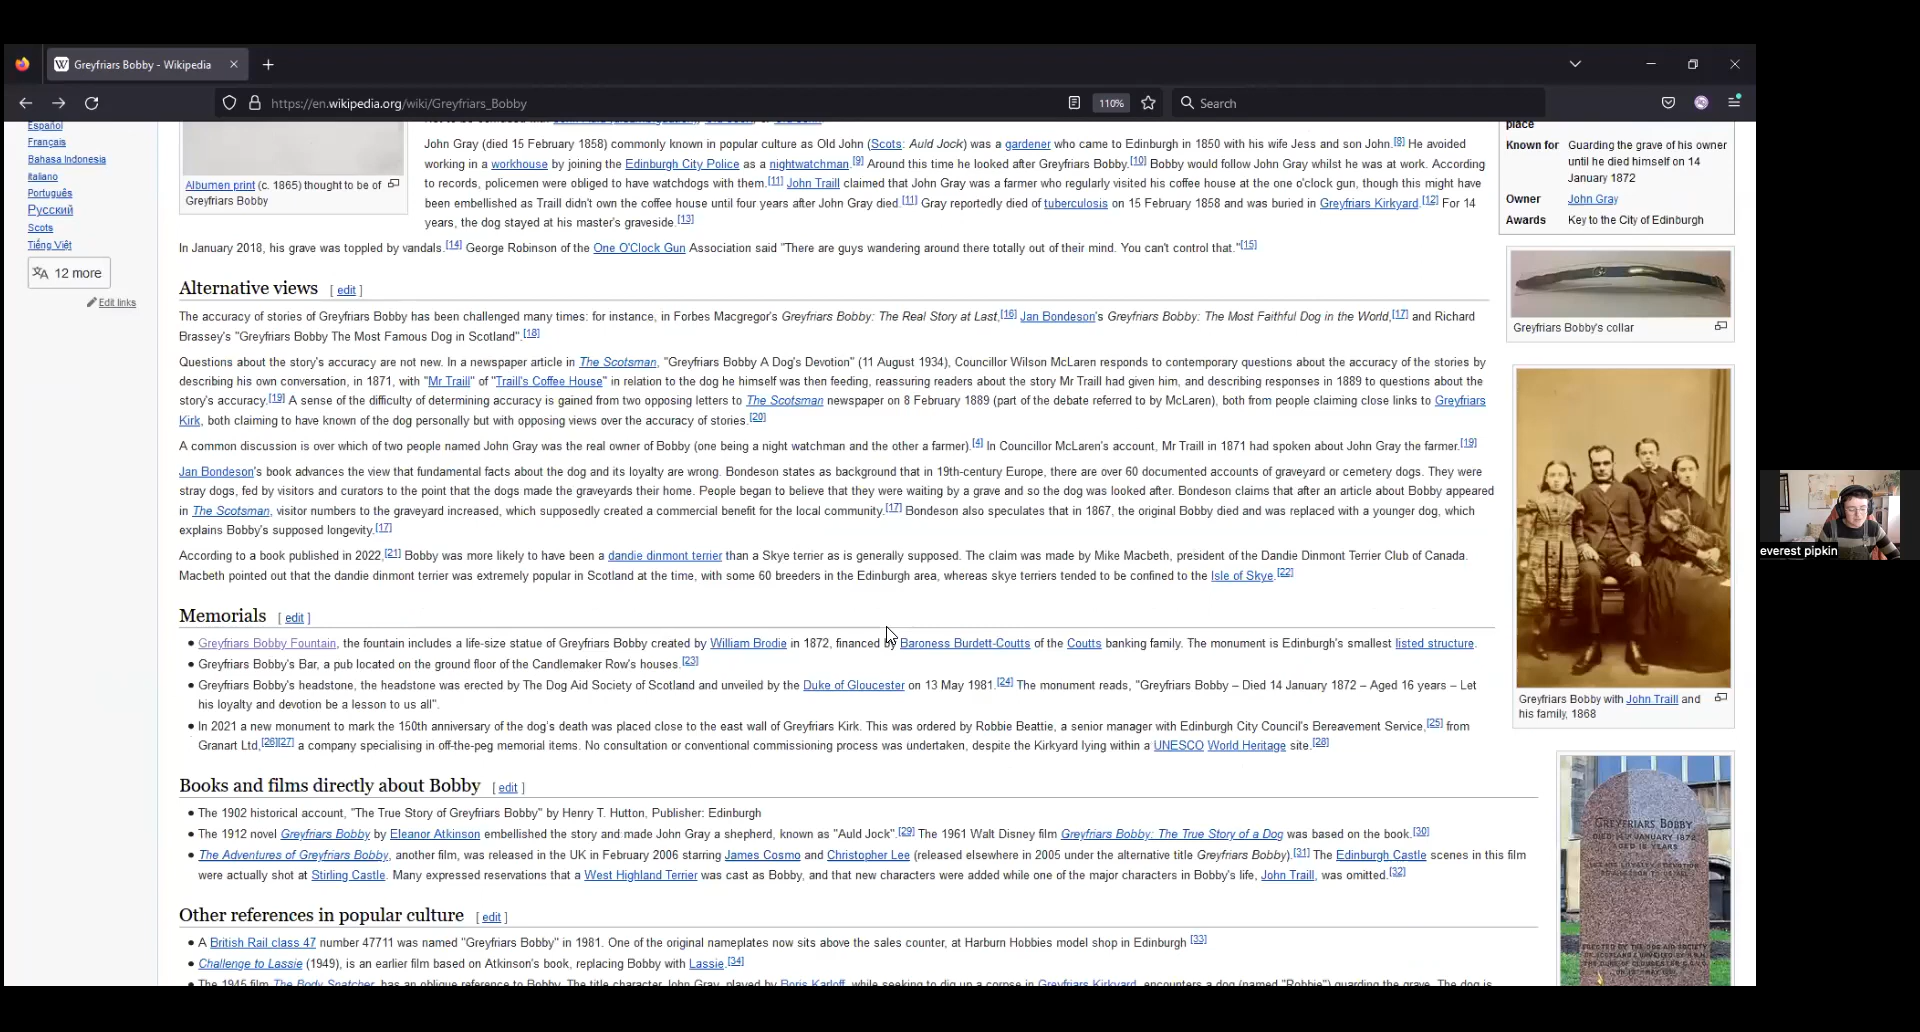 Greyfriars Bobby - Wikipedia
https://en.wikipedia.org/wiki/Greyfriars_Bobby
110%
Search
Español
Français
Bahasa Indonesia
Italiano
Português
Русский
Scots
Tiếng Việt
12 more
Edit links
Albumen print (c. 1865) thought to be of
Greyfriars Bobby
John Gray (died 15 February 1858) commonly known in popular culture as Old John (Scots: Auld Jock) was a gardener who came to Edinburgh in 1850 with his wife Jess and son John.[8] He avoided
working in a workhouse by joining the Edinburgh City Police as a nightwatchman.[9] Around this time he looked after Greyfriars Bobby.[10] Bobby would follow John Gray whilst he was at work. According
to records, policemen were obliged to have watchdogs with them.[11] John Traill claimed that John Gray was a farmer who regularly visited his coffee house at the one o'clock gun, though this might have
been embellished as Traill didn't own the coffee house until four years after John Gray died.[11] Gray reportedly died of tuberculosis on 15 February 1858 and was buried in Greyfriars Kirkyard.[12] For 14
years, the dog stayed at his master's graveside.[13]
In January 2018, his grave was toppled by vandals.[14] George Robinson of the One O'Clock Gun Association said "There are guys wandering around there totally out of their mind. You can't control that."[15]
Alternative views [ edit ]
The accuracy of stories of Greyfriars Bobby has been challenged many times: for instance, in Forbes Macgregor's Greyfriars Bobby: The Real Story at Last,[16] Jan Bondeson's Greyfriars Bobby: The Most Faithful Dog in the World,[17] and Richard
Brassey's "Greyfriars Bobby The Most Famous Dog in Scotland".[18]
Questions about the story's accuracy are not new. In a newspaper article in The Scotsman, "Greyfriars Bobby A Dog's Devotion" (11 August 1934), Councillor Wilson McLaren responds to contemporary questions about the accuracy of the stories by
describing his own conversation, in 1871, with "Mr Traill" of "Traill's Coffee House" in relation to the dog he himself was then feeding, reassuring readers about the story Mr Traill had given him, and describing responses in 1889 to questions about the
story's accuracy.[19] A sense of the difficulty of determining accuracy is gained from two opposing letters to The Scotsman newspaper on 8 February 1889 (part of the debate referred to by McLaren), both from people claiming close links to Greyfriars
Kirk, both claiming to have known of the dog personally but with opposing views over the accuracy of stories.[20]
A common discussion is over which of two people named John Gray was the real owner of Bobby (one being a night watchman and the other a farmer).[4] In Councillor McLaren's account, Mr Traill in 1871 had spoken about John Gray the farmer.[19]
Jan Bondeson's book advances the view that fundamental facts about the dog and its loyalty are wrong. Bondeson states as background that in 19th-century Europe, there are over 60 documented accounts of graveyard or cemetery dogs. They were
stray dogs, fed by visitors and curators to the point that the dogs made the graveyards their home. People began to believe that they were waiting by a grave and so the dog was looked after. Bondeson claims that after an article about Bobby appeared
in The Scotsman, visitor numbers to the graveyard increased, which supposedly created a commercial benefit for the local community.[17] Bondeson also speculates that in 1867, the original Bobby died and was replaced with a younger dog, which
explains Bobby's supposed longevity.[17]
According to a book published in 2022,[21] Bobby was more likely to have been a dandie dinmont terrier than a Skye terrier as is generally supposed. The claim was made by Mike Macbeth, president of the Dandie Dinmont Terrier Club of Canada.
Macbeth pointed out that the dandie dinmont terrier was extremely popular in Scotland at the time, with some 60 breeders in the Edinburgh area, whereas skye terriers tended to be confined to the Isle of Skye.[22]
Memorials [ edit ]
• Greyfriars Bobby Fountain, the fountain includes a life-size statue of Greyfriars Bobby created by William Brodie in 1872, financed by Baroness Burdett-Coutts of the Coutts banking family. The monument is Edinburgh's smallest listed structure.
• Greyfriars Bobby's Bar, a pub located on the ground floor of the Candlemaker Row's houses.[23]
• Greyfriars Bobby's headstone, the headstone was erected by The Dog Aid Society of Scotland and unveiled by the Duke of Gloucester on 13 May 1981.[24] The monument reads, "Greyfriars Bobby – Died 14 January 1872 – Aged 16 years – Let
his loyalty and devotion be a lesson to us all".
• In 2021 a new monument to mark the 150th anniversary of the dog's death was placed close to the east wall of Greyfriars Kirk. This was ordered by Robbie Beattie, a senior manager with Edinburgh City Council's Bereavement Service,[25] from
Granart Ltd,[26][27] a company specialising in off-the-peg memorial items. No consultation or conventional commissioning process was undertaken, despite the Kirkyard lying within a UNESCO World Heritage site.[28]
Books and films directly about Bobby [ edit ]
• The 1902 historical account, "The True Story of Greyfriars Bobby" by Henry T. Hutton, Publisher: Edinburgh
• The 1912 novel Greyfriars Bobby by Eleanor Atkinson embellished the story and made John Gray a shepherd, known as "Auld Jock".[29] The 1961 Walt Disney film Greyfriars Bobby: The True Story of a Dog was based on the book.[30]
• The Adventures of Greyfriars Bobby, another film, was released in the UK in February 2006 starring James Cosmo and Christopher Lee (released elsewhere in 2005 under the alternative title Greyfriars Bobby).[31] The Edinburgh Castle scenes in this film
were actually shot at Stirling Castle. Many expressed reservations that a West Highland Terrier was cast as Bobby, and that new characters were added while one of the major characters in Bobby's life, John Traill, was omitted.[32]
Other references in popular culture [ edit ]
• A British Rail class 47 number 47711 was named "Greyfriars Bobby" in 1981. One of the original nameplates now sits above the sales counter, at Harburn Hobbies model shop in Edinburgh [33]
• Challenge to Lassie (1949), is an earlier film based on Atkinson's book, replacing Bobby with Lassie.[34]
• The 1945 film The Body Snatcher, has an oblique reference to Bobby. The title character John Gray, played by Boris Karloff, while seeking to dig up a corpse in Greyfriars Kirkyard, encounters a dog (named "Robbie") guarding the grave. The dog is
place
Known for Guarding the grave of his owner
until he died himself on 14
January 1872
Owner John Gray
Awards Key to the City of Edinburgh
Greyfriars Bobby's collar
Greyfriars Bobby with John Traill and
his family, 1868
GREYFRIARS BOBBY
DIED 14TH JANUARY 1872
AGED 16 YEARS
everest pipkin